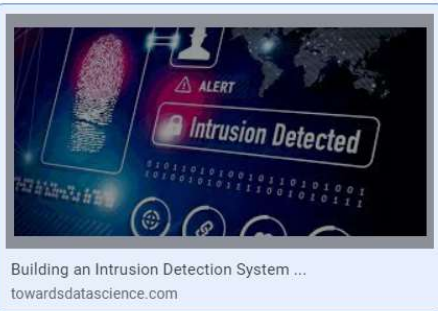 ALERT
Intrusion Detected
Building an Intrusion Detection System ...
towardsdatascience.com